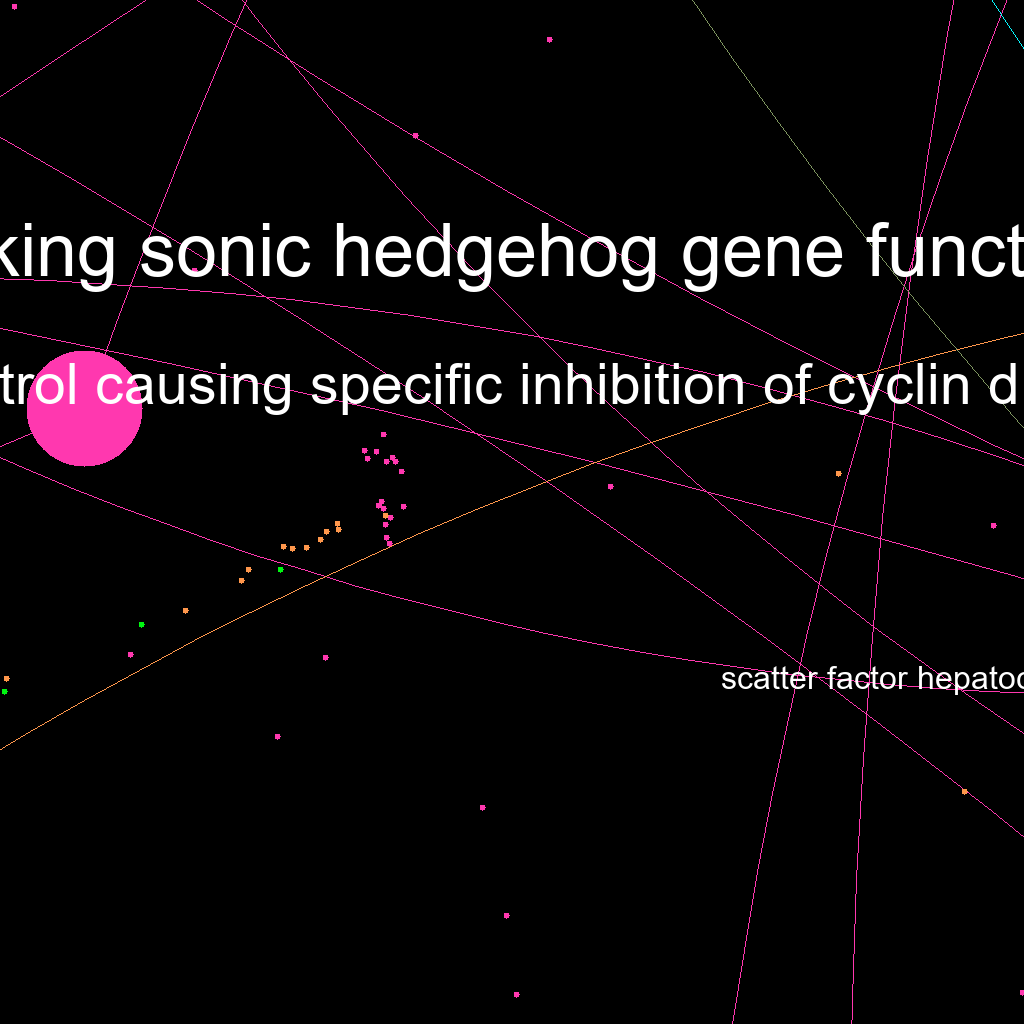 king sonic hedgehog gene funct
trol causing specific inhibition of cyclin d
scatter factor hepatoc